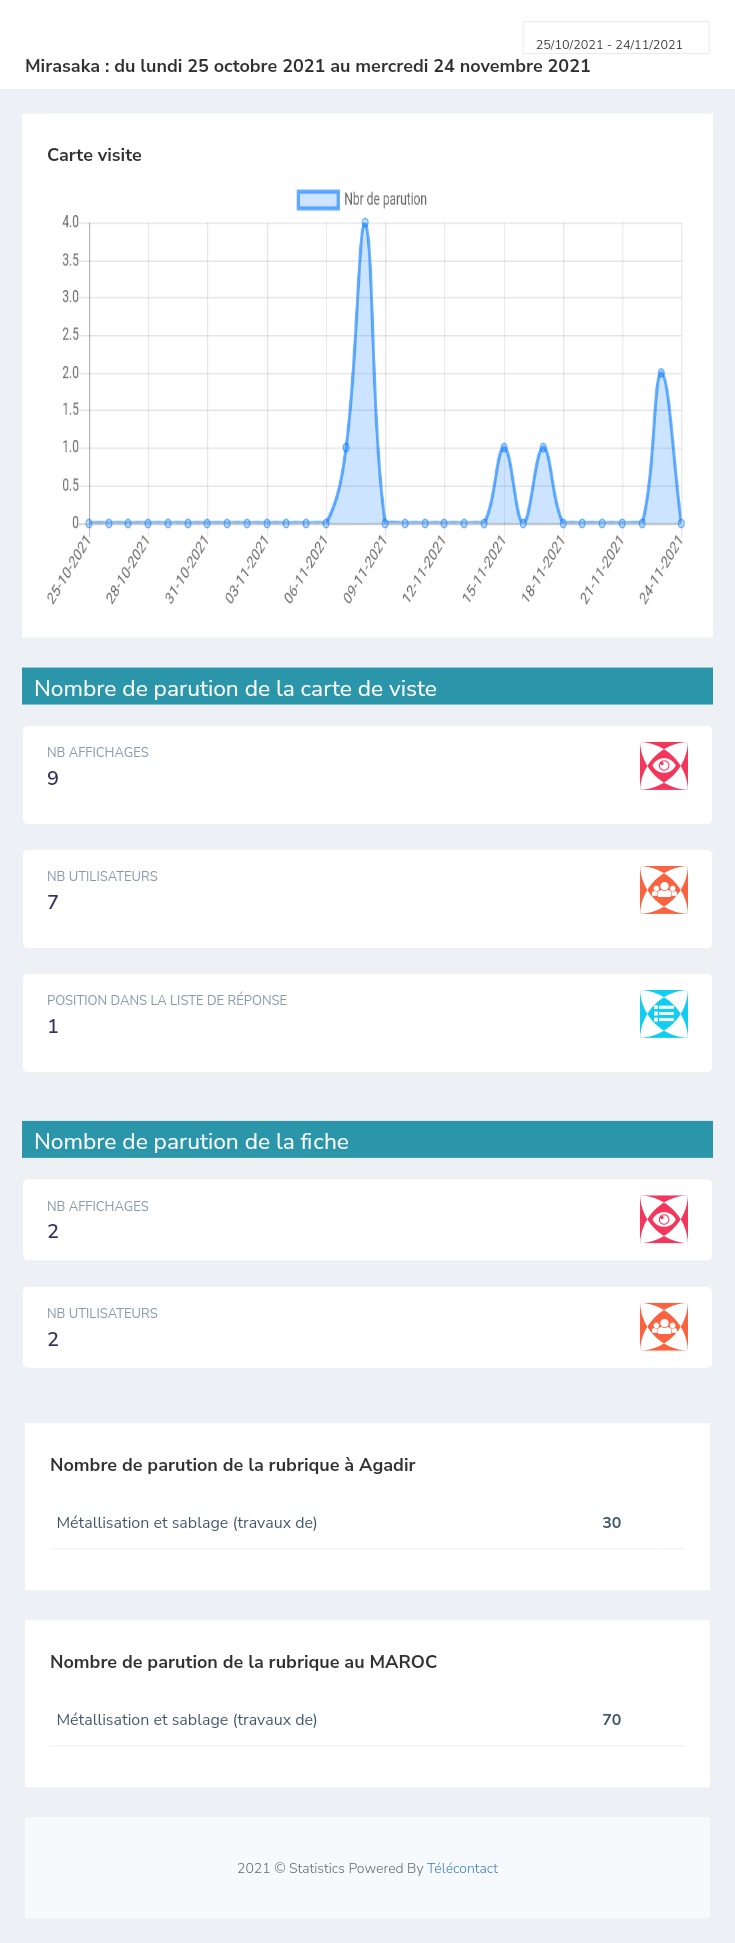 25/10/2021 - 24/11/2021
Mirasaka : du lundi 25 octobre 2021 au mercredi 24 novembre 2021
Carte visite
Nbr de parution
4.0
3.5
3.0
2.5
2.0
1.5
1.0
0.5
0
25-10-2021 28-10-2021 31-10-2021 03-11-2021 06-11-2021 09-11-2021 12-11-2021 15-11-2021 18-11-2021 21-11-2021 24-11-2021
Nombre de parution de la carte de viste
NB AFFICHAGES
9
NB UTILISATEURS
7
POSITION DANS LA LISTE DE RÉPONSE
1
Nombre de parution de la fiche
NB AFFICHAGES
2
NB UTILISATEURS
2
Nombre de parution de la rubrique à Agadir
Métallisation et sablage (travaux de) 30
Nombre de parution de la rubrique au MAROC
Métallisation et sablage (travaux de) 70
2021 © Statistics Powered By Télécontact